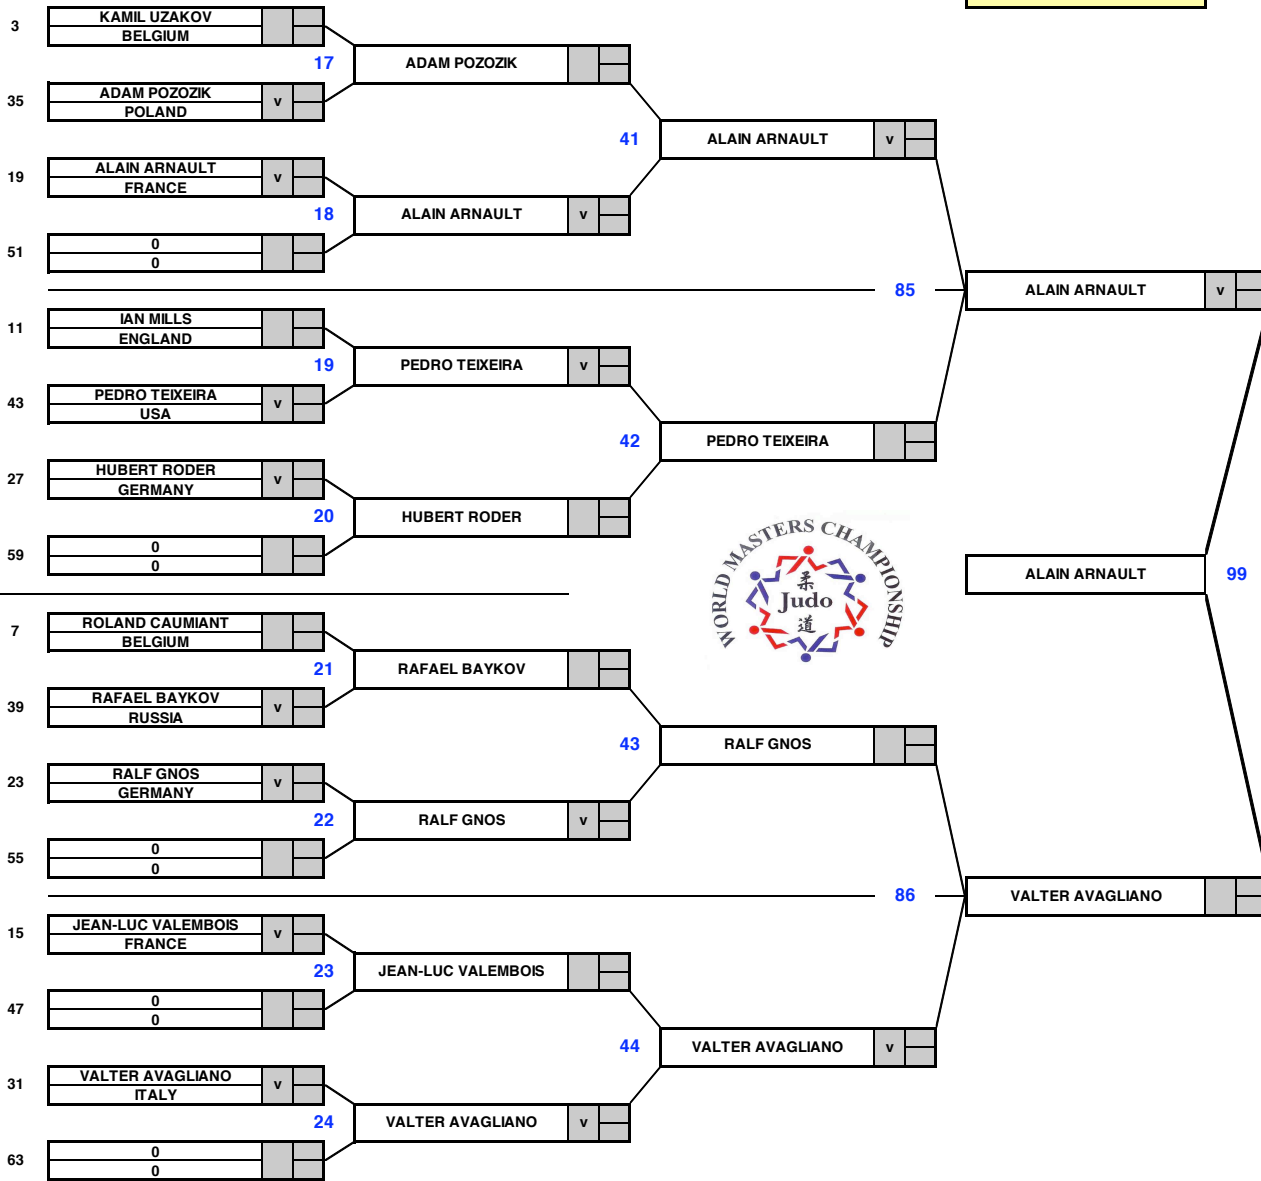 3
KAMIL UZAKOV
BELGIUM
17
ADAM POZOZIK
35
ADAM POZOZIK
v
POLAND
41
ALAIN ARNAULT
v
19
ALAIN ARNAULT
v
FRANCE
18
ALAIN ARNAULT
v
51
0
0
85
ALAIN ARNAULT
v
11
IAN MILLS
ENGLAND
19
PEDRO TEIXEIRA
v
43
PEDRO TEIXEIRA
v
USA
42
PEDRO TEIXEIRA
27
HUBERT RODER
v
GERMANY
20
HUBERT RODER
59
0
0
WORLD MASTERS CHAMPIONSHIP
柔
Judo
道
ALAIN ARNAULT
99
7
ROLAND CAUMIANT
BELGIUM
21
RAFAEL BAYKOV
39
RAFAEL BAYKOV
v
RUSSIA
43
RALF GNOS
23
RALF GNOS
v
GERMANY
22
RALF GNOS
v
55
0
0
86
VALTER AVAGLIANO
15
JEAN-LUC VALEMBOIS
v
FRANCE
23
JEAN-LUC VALEMBOIS
47
0
0
44
VALTER AVAGLIANO
v
31
VALTER AVAGLIANO
v
ITALY
24
VALTER AVAGLIANO
v
63
0
0